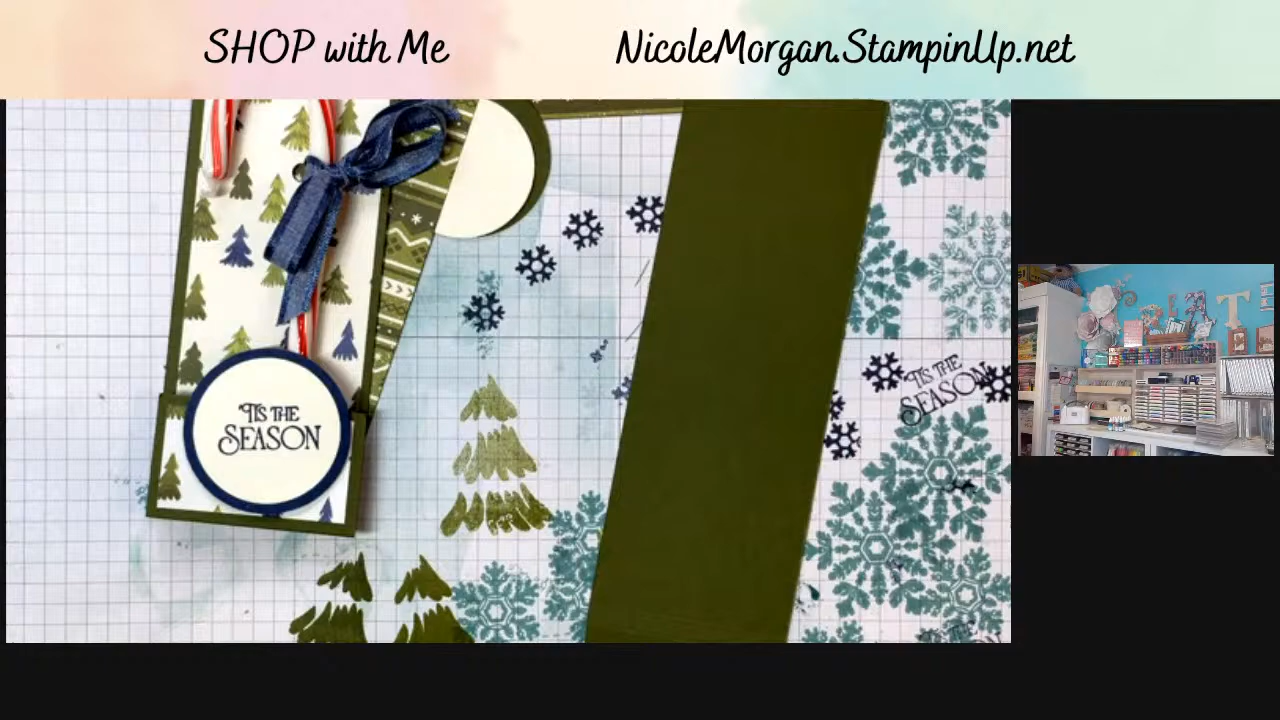 SHOP with Me
NicoleMorgan.StampinUp.net
'TIS THE
SEASON
'TIS THE
SEASON